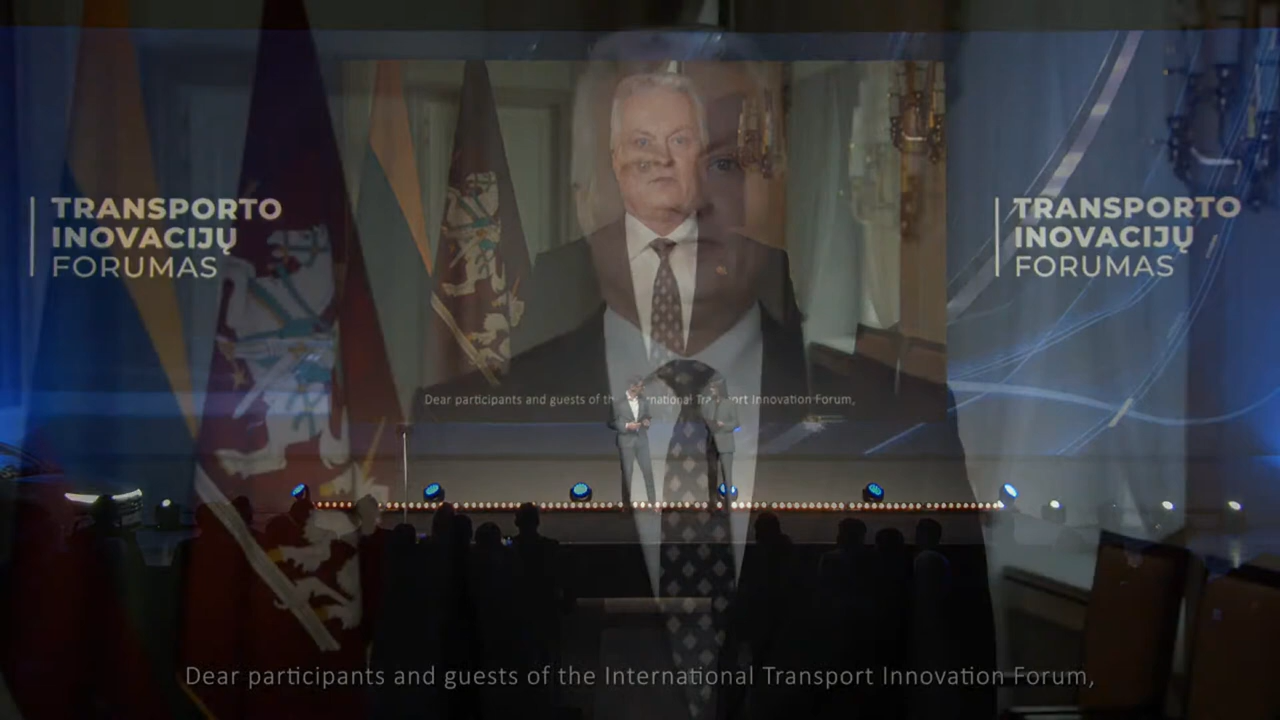 TRANSPORTO
INOVACIJŲ
FORUMAS
TRANSPORTO
INOVACIJŲ
FORUMAS
Dear participants and guests of the International Transport Innovation Forum,
Dear participants and guests of the International Transport Innovation Forum,